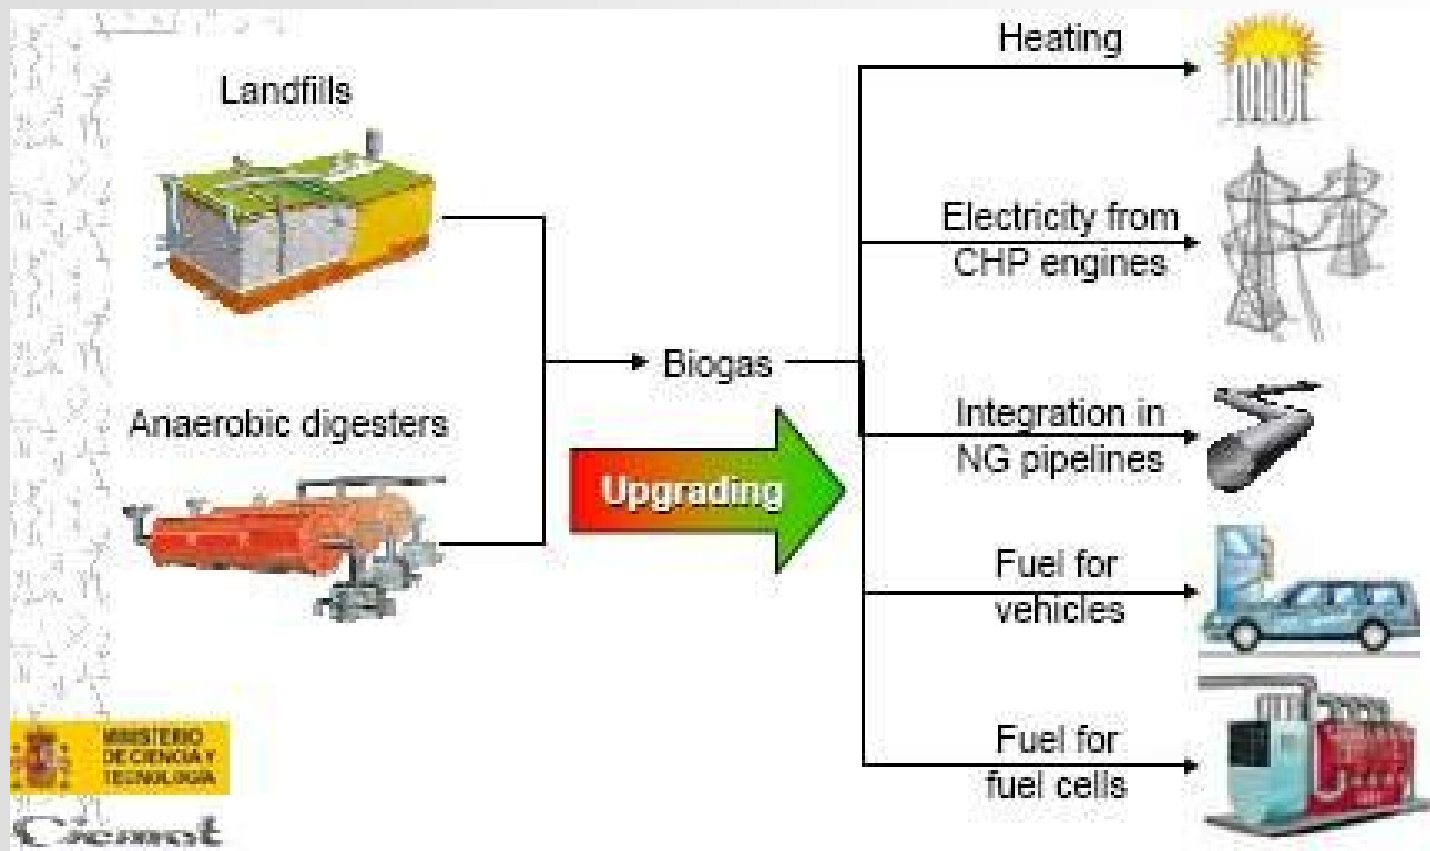 Landfills
Anaerobic digesters
Biogas
Upgrading
Heating
Electricity from
CHP engines
Integration in
NG pipelines
Fuel for
vehicles
Fuel for
fuel cells
MINISTERIO
DE CIENCIA Y
TECNOLOGÍA
Ciemat